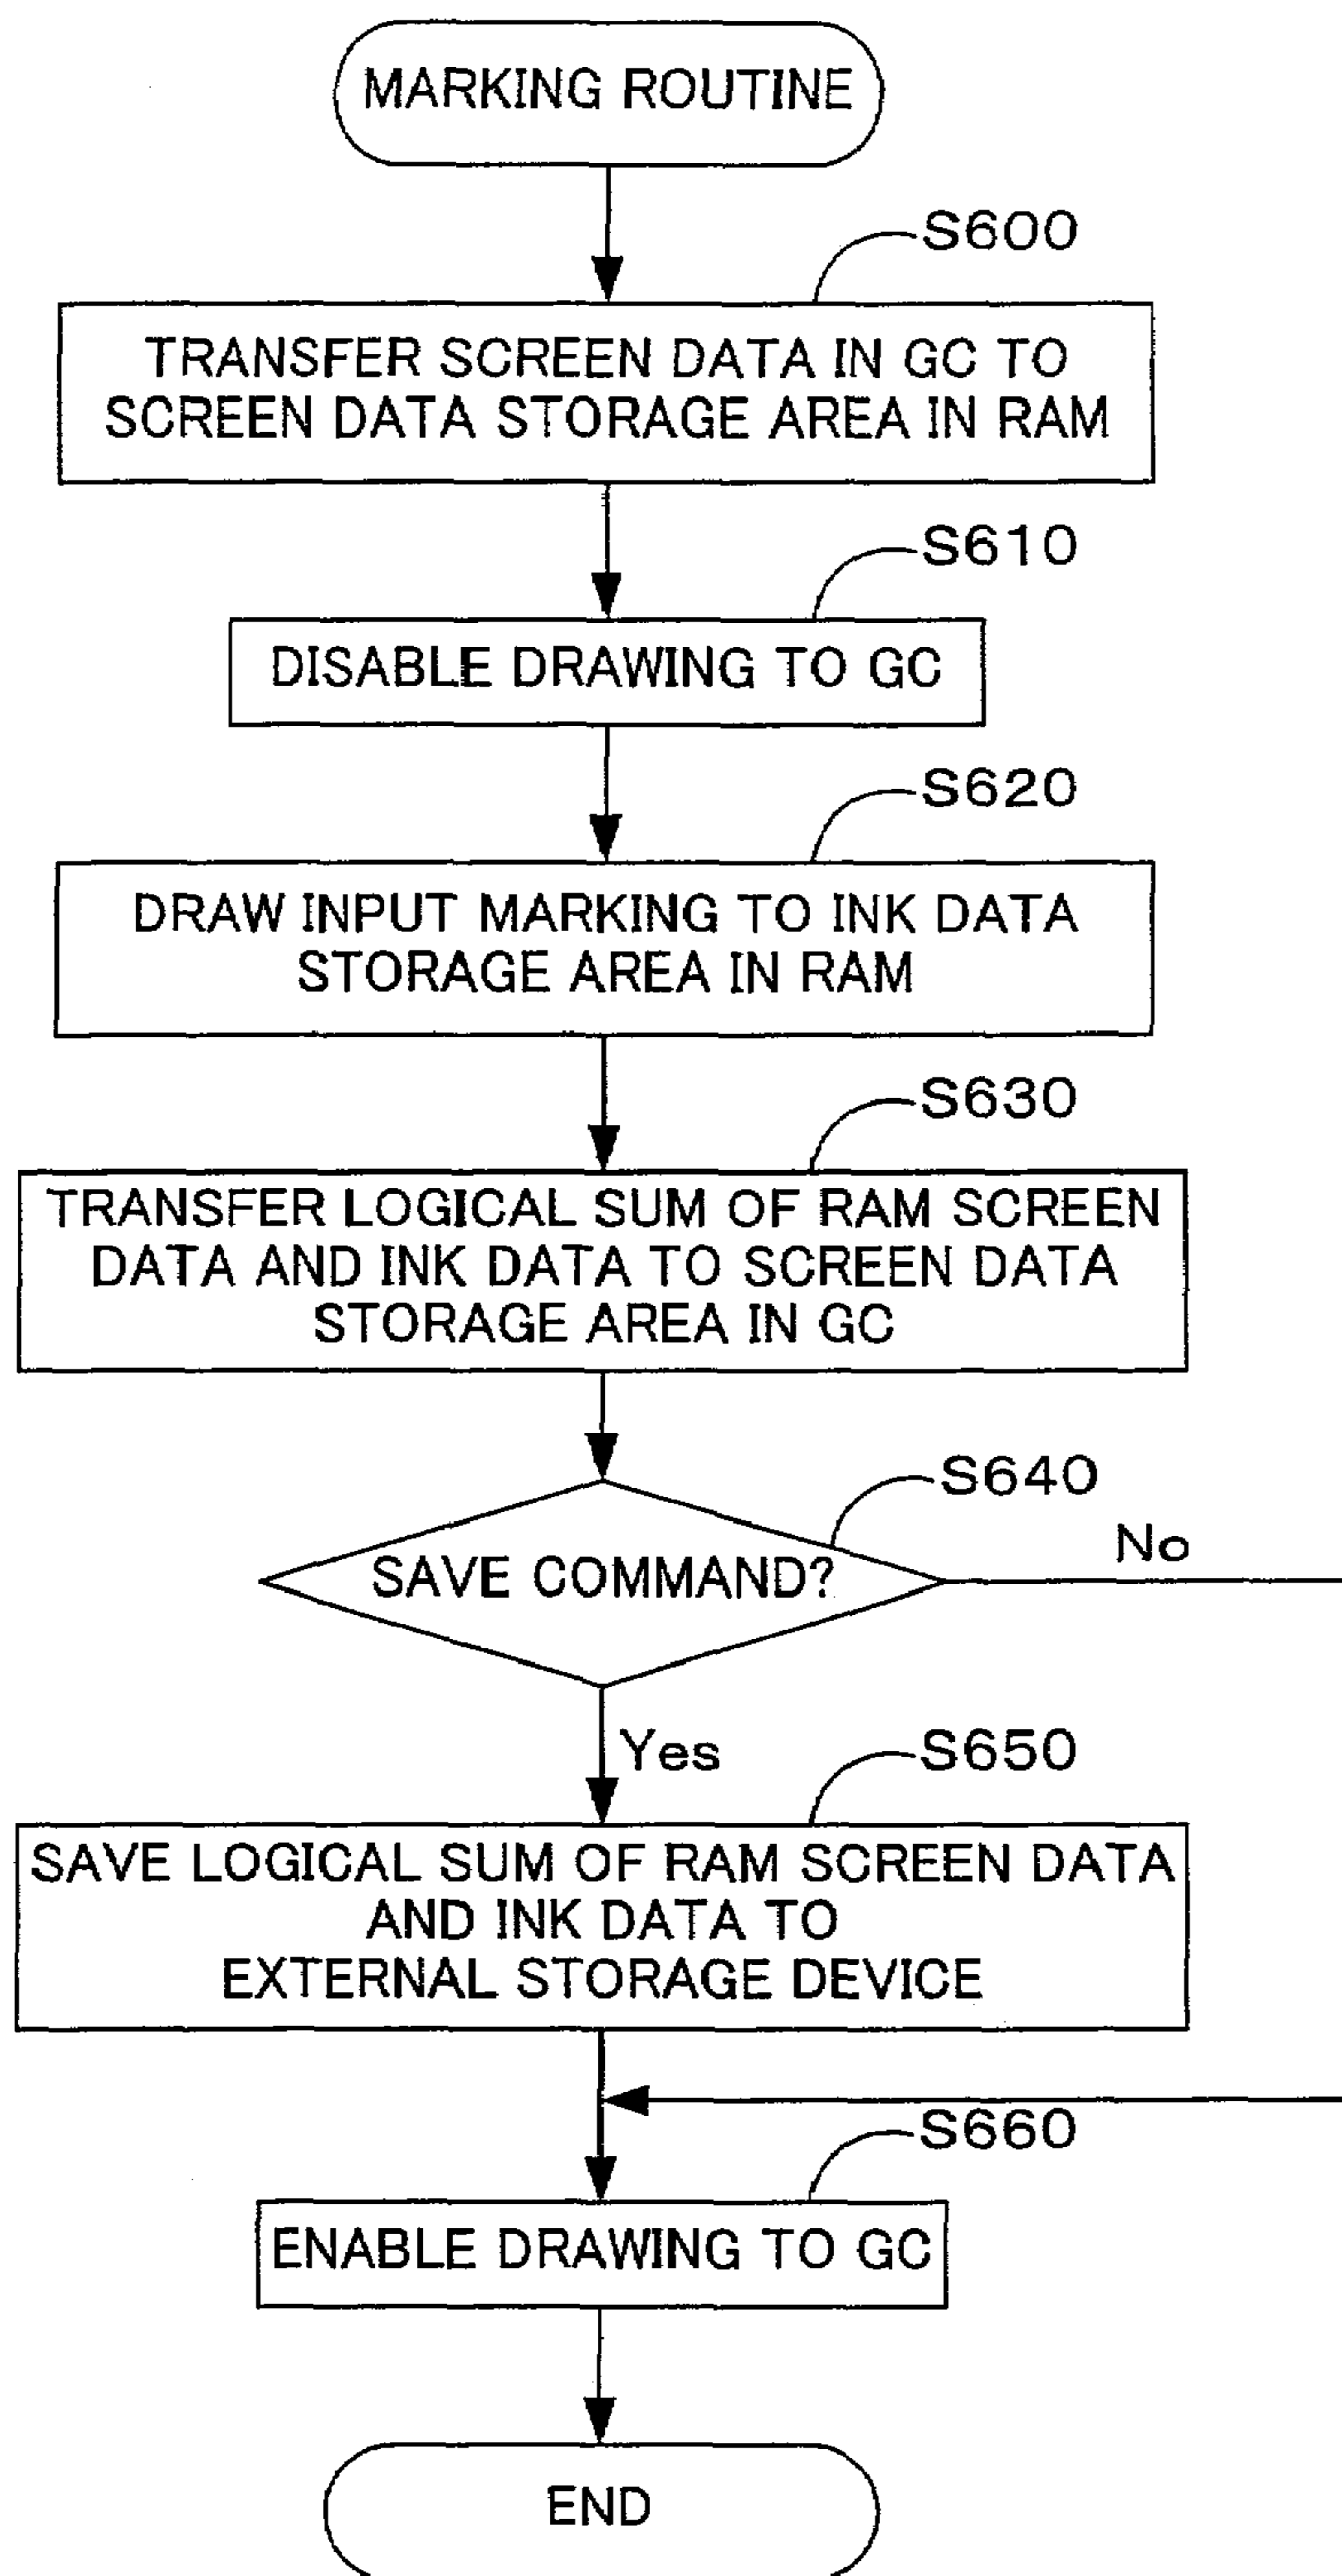 MARKING ROUTINE
S600
TRANSFER SCREEN DATA IN GC TO
SCREEN DATA STORAGE AREA IN RAM
S610
DISABLE DRAWING TO GC
S620
DRAW INPUT MARKING TO INK DATA
STORAGE AREA IN RAM
S630
TRANSFER LOGICAL SUM OF RAM SCREEN
DATA AND INK DATA TO SCREEN DATA
STORAGE AREA IN GC
S640
SAVE COMMAND?
No
Yes
S650
SAVE LOGICAL SUM OF RAM SCREEN DATA
AND INK DATA TO
EXTERNAL STORAGE DEVICE
S660
ENABLE DRAWING TO GC
END